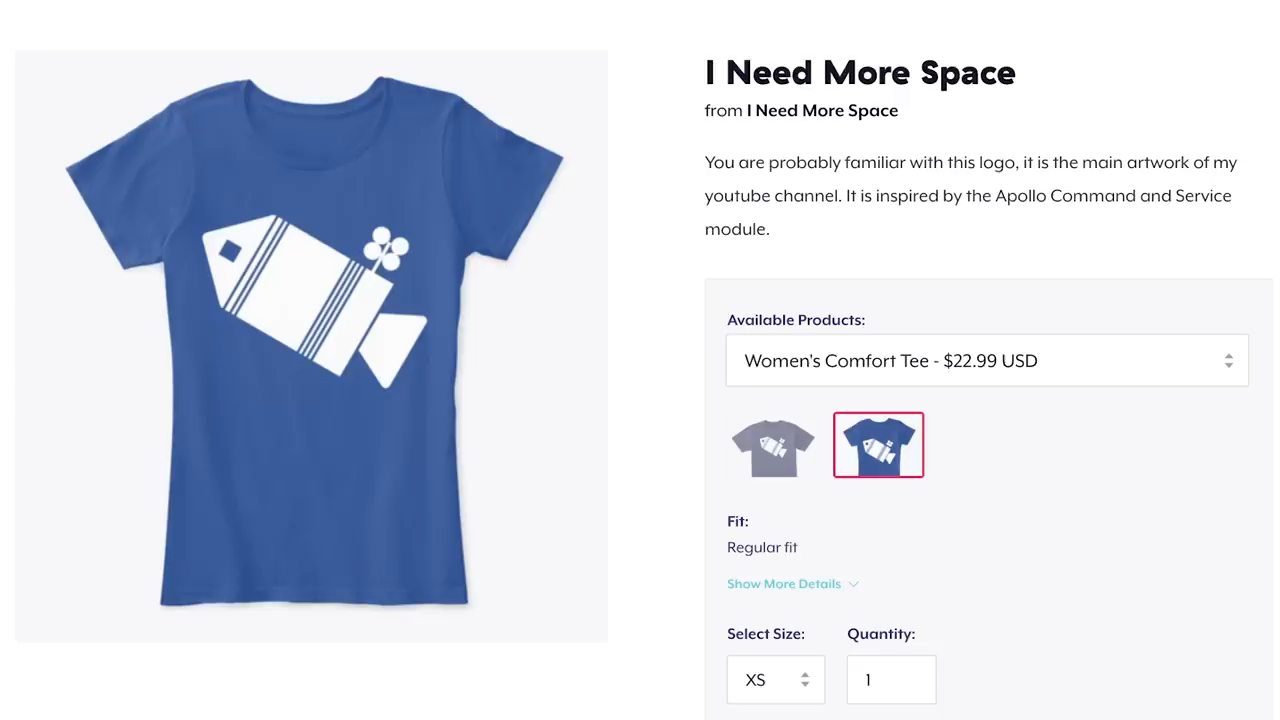 I Need More Space
from I Need More Space
You are probably familiar with this logo, it is the main artwork of my
youtube channel. It is inspired by the Apollo Command and Service
module.
Available Products:
Women's Comfort Tee - $22.99 USD
Fit:
Regular fit
Show More Details
Select Size:
Quantity:
XS
1